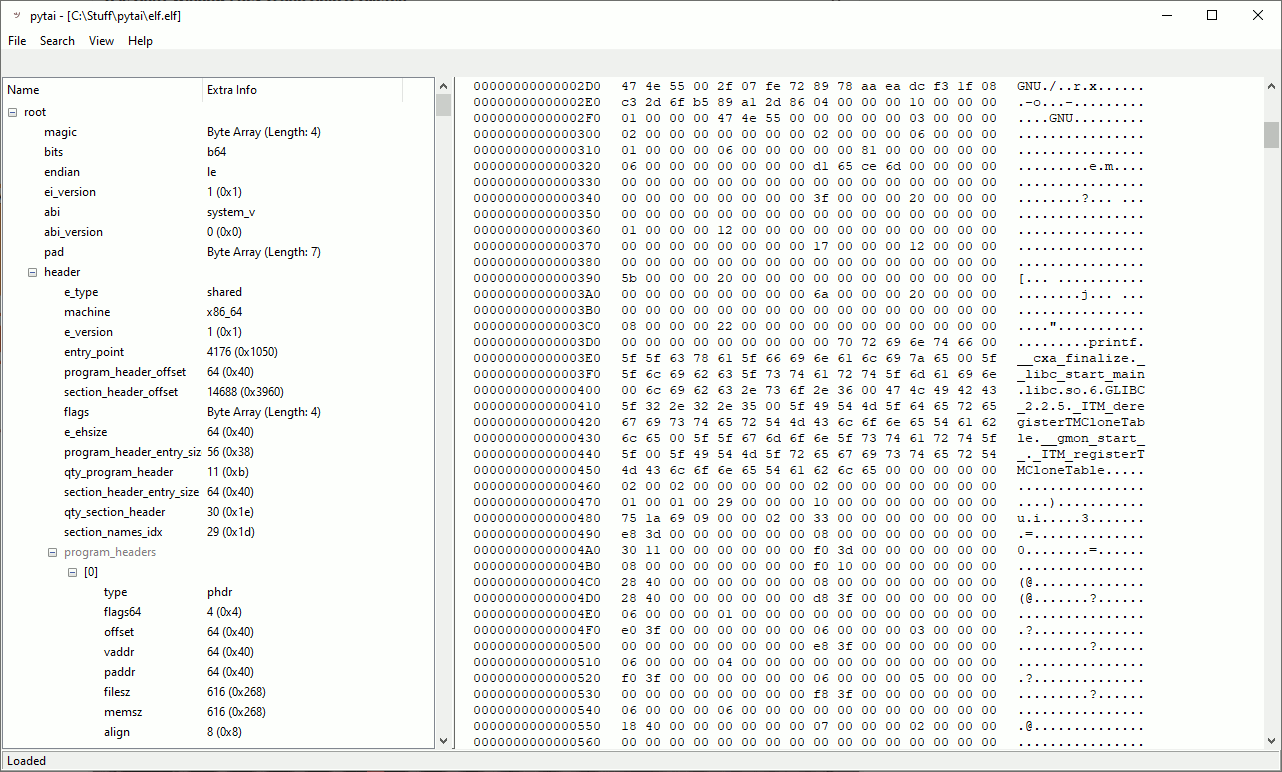 pytai - [C:\Stuff\pytai\elf.elf]
File Search View Help
Name Extra Info
root
magic Byte Array (Length: 4)
bits b64
endian le
ei_version 1 (0x1)
abi system_v
abi_version 0 (0x0)
pad Byte Array (Length: 7)
header
e_type shared
machine x86_64
e_version 1 (0x1)
entry_point 4176 (0x1050)
program_header_offset 64 (0x40)
section_header_offset 14688 (0x3960)
flags Byte Array (Length: 4)
e_ehsize 64 (0x40)
program_header_entry_siz 56 (0x38)
qty_program_header 11 (0xb)
section_header_entry_size 64 (0x40)
qty_section_header 30 (0x1e)
section_names_idx 29 (0x1d)
program_headers
[0]
type phdr
flags64 4 (0x4)
offset 64 (0x40)
vaddr 64 (0x40)
paddr 64 (0x40)
filesz 616 (0x268)
memsz 616 (0x268)
align 8 (0x8)
00000000000002D0 47 4e 55 00 2f 07 fe 72 89 78 aa ea dc f3 1f 08 GNU./..r.x......
00000000000002E0 c3 2d 6f b5 89 a1 2d 86 04 00 00 00 10 00 00 00 .-o...-.........
00000000000002F0 01 00 00 00 47 4e 55 00 00 00 00 00 03 00 00 00 ....GNU.........
0000000000000300 02 00 00 00 00 00 00 00 02 00 00 00 06 00 00 00 ................
0000000000000310 01 00 00 00 06 00 00 00 00 00 81 00 00 00 00 00 ................
0000000000000320 06 00 00 00 00 00 00 00 d1 65 ce 6d 00 00 00 00 .........e.m....
0000000000000330 00 00 00 00 00 00 00 00 00 00 00 00 00 00 00 00 ................
0000000000000340 00 00 00 00 00 00 00 00 3f 00 00 00 20 00 00 00 ........?... ...
0000000000000350 00 00 00 00 00 00 00 00 00 00 00 00 00 00 00 00 ................
0000000000000360 01 00 00 00 12 00 00 00 00 00 00 00 00 00 00 00 ................
0000000000000370 00 00 00 00 00 00 00 00 17 00 00 00 12 00 00 00 ................
0000000000000380 00 00 00 00 00 00 00 00 00 00 00 00 00 00 00 00 ................
0000000000000390 5b 00 00 00 20 00 00 00 00 00 00 00 00 00 00 00 [... ...........
00000000000003A0 00 00 00 00 00 00 00 00 6a 00 00 00 20 00 00 00 ........j... ...
00000000000003B0 00 00 00 00 00 00 00 00 00 00 00 00 00 00 00 00 ................
00000000000003C0 08 00 00 00 22 00 00 00 00 00 00 00 00 00 00 00 ...."...........
00000000000003D0 00 00 00 00 00 00 00 00 00 70 72 69 6e 74 66 00 .........printf.
00000000000003E0 5f 5f 63 78 61 5f 66 69 6e 61 6c 69 7a 65 00 5f __cxa_finalize._
00000000000003F0 5f 6c 69 62 63 5f 73 74 61 72 74 5f 6d 61 69 6e _libc_start_main
0000000000000400 00 6c 69 62 63 2e 73 6f 2e 36 00 47 4c 49 42 43 .libc.so.6.GLIBC
0000000000000410 5f 32 2e 32 2e 35 00 5f 49 54 4d 5f 64 65 72 65 _2.2.5._ITM_dere
0000000000000420 67 69 73 74 65 72 54 4d 43 6c 6f 6e 65 54 61 62 gisterTMCloneTab
0000000000000430 6c 65 00 5f 5f 67 6d 6f 6e 5f 73 74 61 72 74 5f le.__gmon_start_
0000000000000440 5f 00 5f 49 54 4d 5f 72 65 67 69 73 74 65 72 54 _._ITM_registerT
0000000000000450 4d 43 6c 6f 6e 65 54 61 62 6c 65 00 00 00 00 00 MCloneTable.....
0000000000000460 02 00 02 00 00 00 00 00 02 00 00 00 00 00 00 00 ................
0000000000000470 01 00 01 00 29 00 00 00 10 00 00 00 00 00 00 00 ....)...........
0000000000000480 75 1a 69 09 00 00 02 00 33 00 00 00 00 00 00 00 u.i.....3.......
0000000000000490 e8 3d 00 00 00 00 00 00 08 00 00 00 00 00 00 00 .=..............
00000000000004A0 30 11 00 00 00 00 00 00 f0 3d 00 00 00 00 00 00 0........=......
00000000000004B0 08 00 00 00 00 00 00 00 f0 10 00 00 00 00 00 00 ................
00000000000004C0 28 40 00 00 00 00 00 00 08 00 00 00 00 00 00 00 (@..............
00000000000004D0 28 40 00 00 00 00 00 00 d8 3f 00 00 00 00 00 00 (@.......?......
00000000000004E0 06 00 00 00 01 00 00 00 00 00 00 00 00 00 00 00 ................
00000000000004F0 e0 3f 00 00 00 00 00 00 06 00 00 00 03 00 00 00 .?..............
0000000000000500 00 00 00 00 00 00 00 00 e8 3f 00 00 00 00 00 00 .........?......
0000000000000510 06 00 00 00 04 00 00 00 00 00 00 00 00 00 00 00 ................
0000000000000520 f0 3f 00 00 00 00 00 00 06 00 00 00 05 00 00 00 .?..............
0000000000000530 00 00 00 00 00 00 00 00 f8 3f 00 00 00 00 00 00 .........?......
0000000000000540 06 00 00 00 06 00 00 00 00 00 00 00 00 00 00 00 ................
0000000000000550 18 40 00 00 00 00 00 00 07 00 00 00 02 00 00 00 .@..............
0000000000000560 00 00 00 00 00 00 00 00 00 00 00 00 00 00 00 00 ................
Loaded